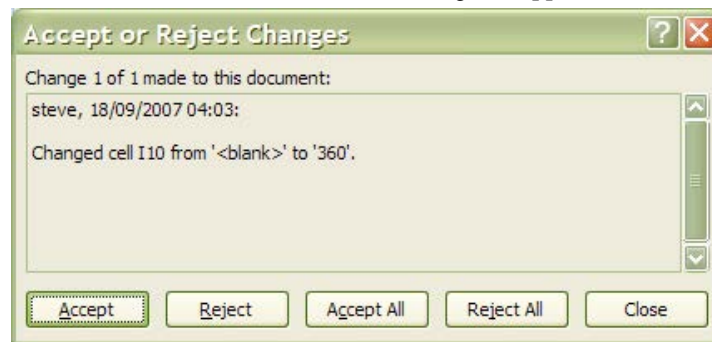 Accept or Reject Changes
Change 1 of 1 made to this document:
steve, 18/09/2007 04:03:
Changed cell I10 from '<blank>' to '360'.
Accept Reject Accept All Reject All Close